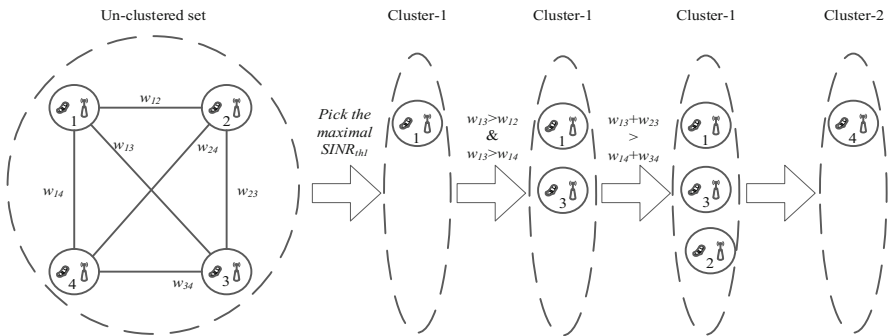 Un-clustered set
Cluster-1
Cluster-1
Cluster-1
Cluster-2
w12
1
2
w13
w24
w14
w23
4
3
w34
Pick the
maximal
SINRth1
1
w13>w12
&
w13>w14
1
3
w13+w23
>
w14+w34
1
3
2
4